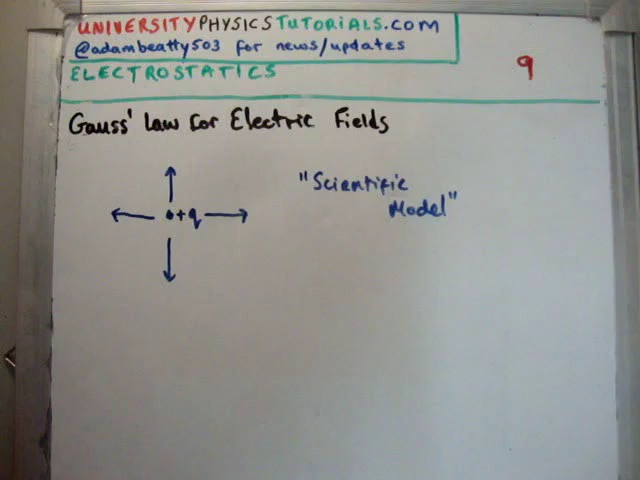 UNIVERSITYPHYSICSTUTORIALS.COM
@adambeatty503 for news/updates
ELECTROSTATICS
9
Gauss' Law for Electric Fields
"Scientific
Model"
+q